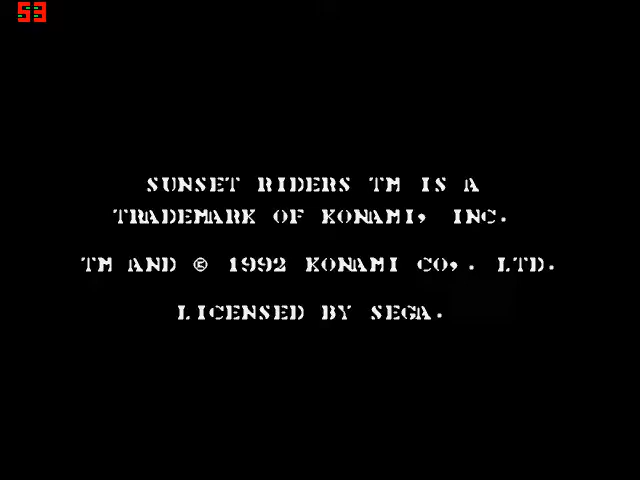 53
SUNSET RIDERS TM IS A
TRADEMARK OF KONAMI, INC.
TM AND © 1992 KONAMI CO,. LTD.
LICENSED BY SEGA.